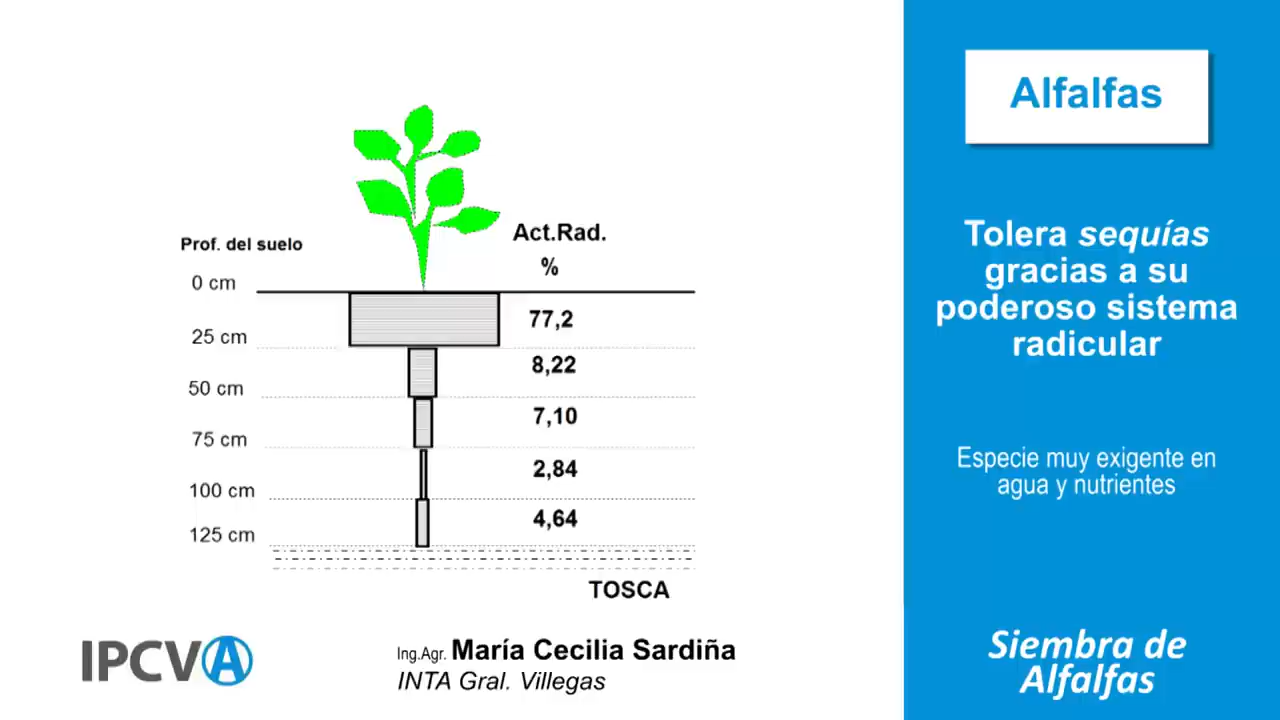 Alfalfas
Tolera sequías
gracias a su
poderoso sistema
radicular
Especie muy exigente en
agua y nutrientes
Siembra de
Alfalfas
Prof. del suelo
Act.Rad.
%
0 cm
77,2
25 cm
8,22
50 cm
7,10
75 cm
2,84
100 cm
4,64
125 cm
TOSCA
IPCVA
Ing.Agr. María Cecilia Sardiña
INTA Gral. Villegas